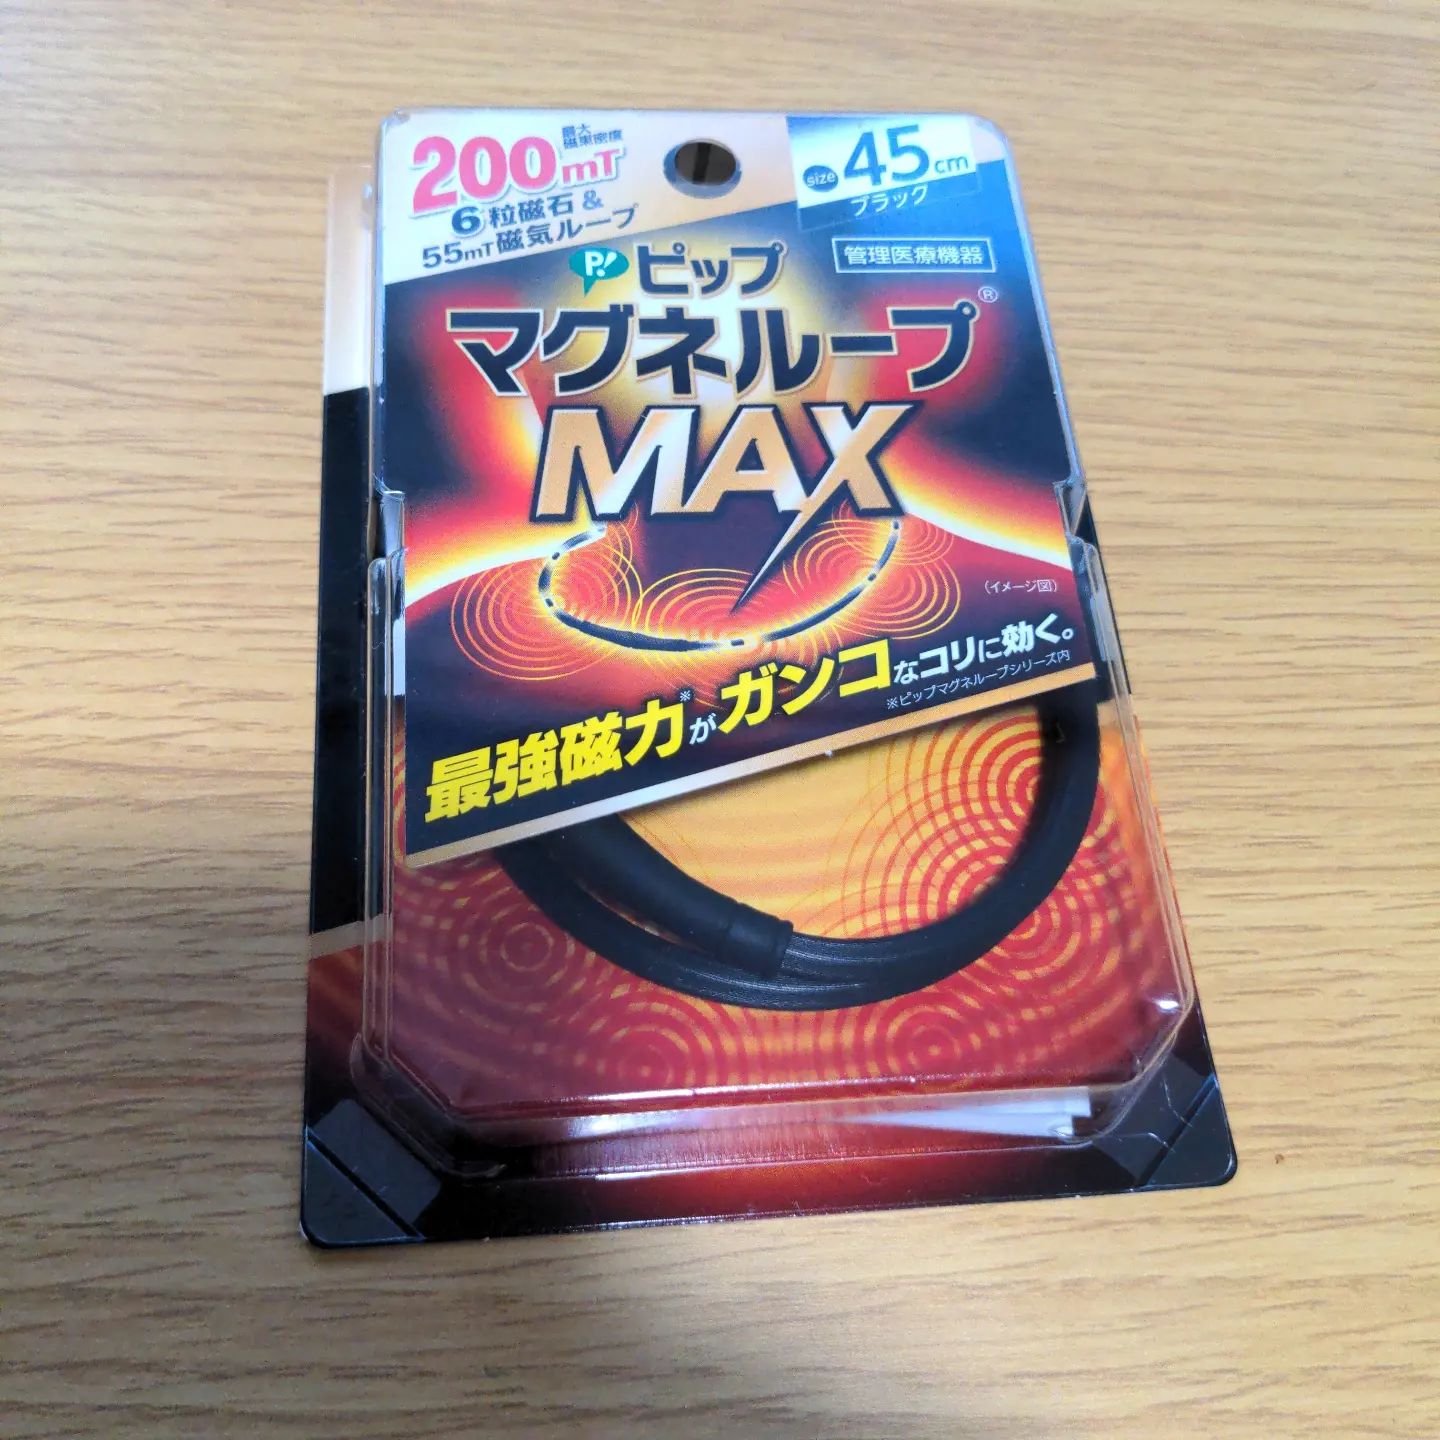 200mT
最大
磁束密度
6粒磁石&
55mT磁気ループ
size 45cm
ブラック
管理医療機器
P! ピップ
マグネループ®
MAX
(イメージ図)
最強磁力※がガンコなコリに効く。
※ピップマグネループシリーズ内